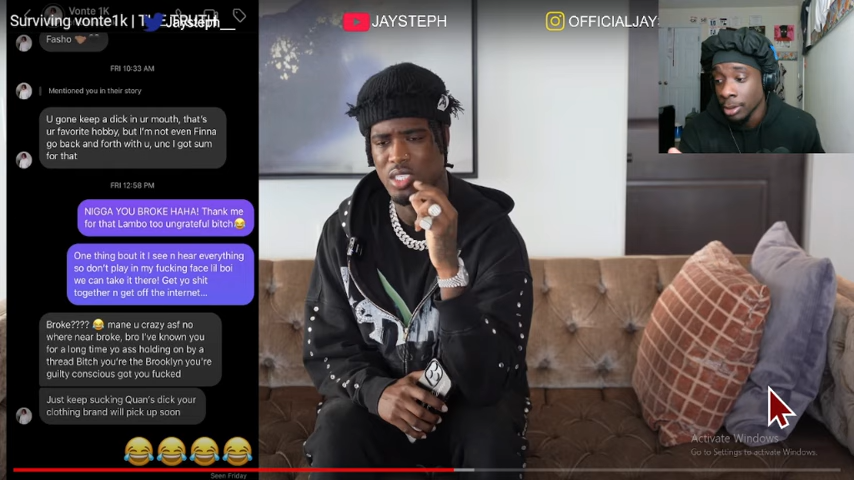 Surviving vonte1k | THE TRUTH
Vonte 1K
Jaysteph__
JAYSTEPH
OFFICIALJAY
Fasho
FRI 10:33 AM
Mentioned you in their story
U gone keep a dick in ur mouth, that's
ur favorite hobby, but I'm not even Finna
go back and forth with u, unc I got sum
for that
FRI 12:58 PM
NIGGA YOU BROKE HAHA! Thank me
for that Lambo too ungrateful bitch😂
One thing bout it I see n hear everything
so don't play in my fucking face lil boi
we can take it there! Get yo shit
together n get off the internet...
Broke???? 😂 mane u crazy asf no
where near broke, bro I've known you
for a long time yo ass holding on by a
thread Bitch you're the Brooklyn you're
guilty conscious got you fucked
Just keep sucking Quan's dick your
clothing brand will pick up soon
😂😂😂😂
Seen Friday
Activate Windows
Go to Settings to activate Windows.